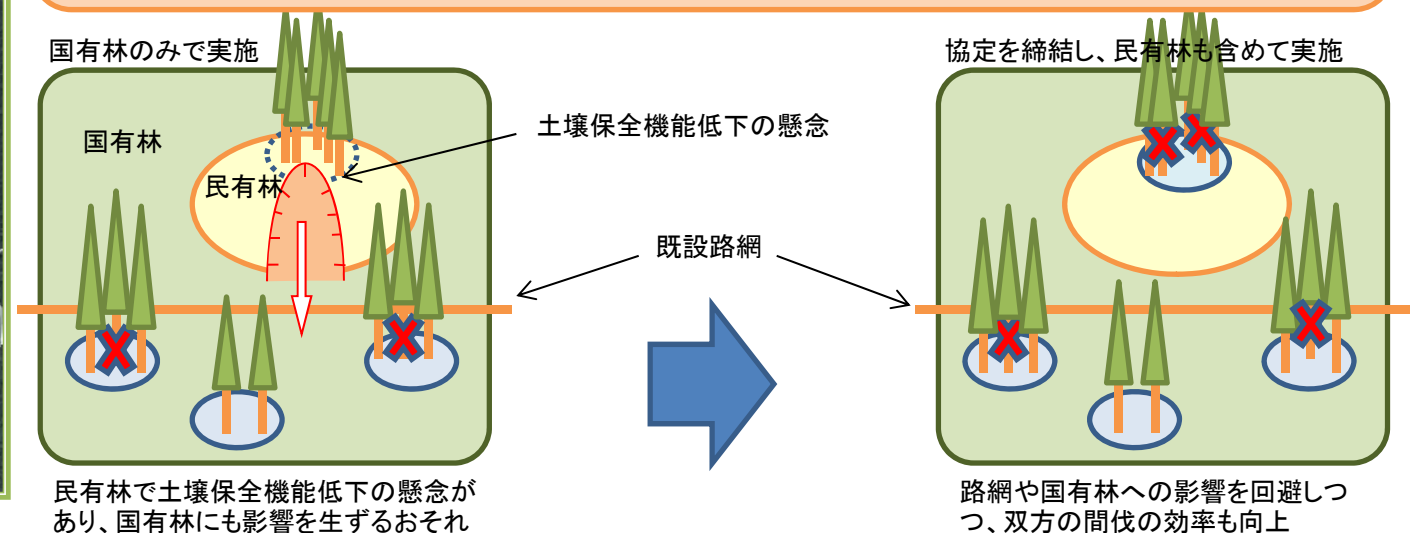 国有林のみで実施
国有林
民有林
土壌保全機能低下の懸念
既設路網
民有林で土壌保全機能低下の懸念が
あり、国有林にも影響を生ずるおそれ
協定を締結し、民有林も含めて実施
路網や国有林への影響を回避しつ
つ、双方の間伐の効率も向上